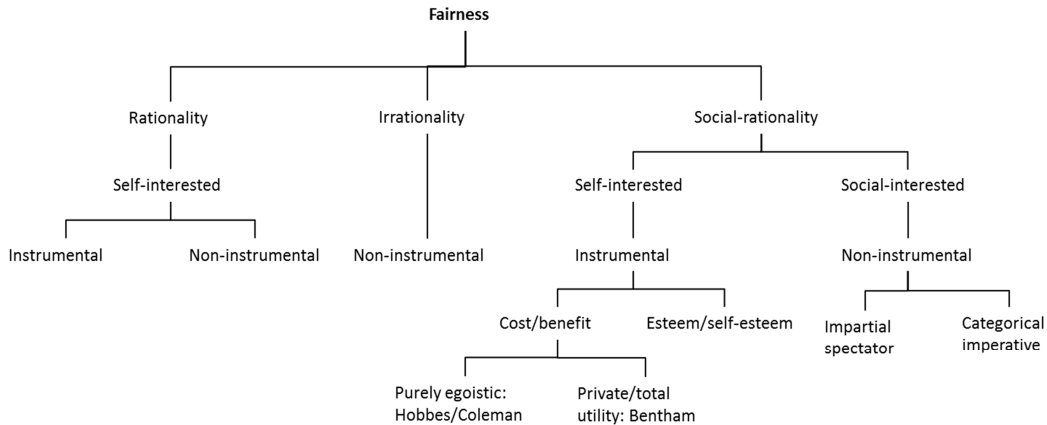 Fairness
Rationality
Irrationality
Social-rationality
Self-interested
Self-interested
Social-interested
Instrumental
Non-instrumental
Non-instrumental
Instrumental
Non-instrumental
Cost/benefit
Esteem/self-esteem
Impartial
spectator
Categorical
imperative
Purely egoistic:
Hobbes/Coleman
Private/total
utility: Bentham